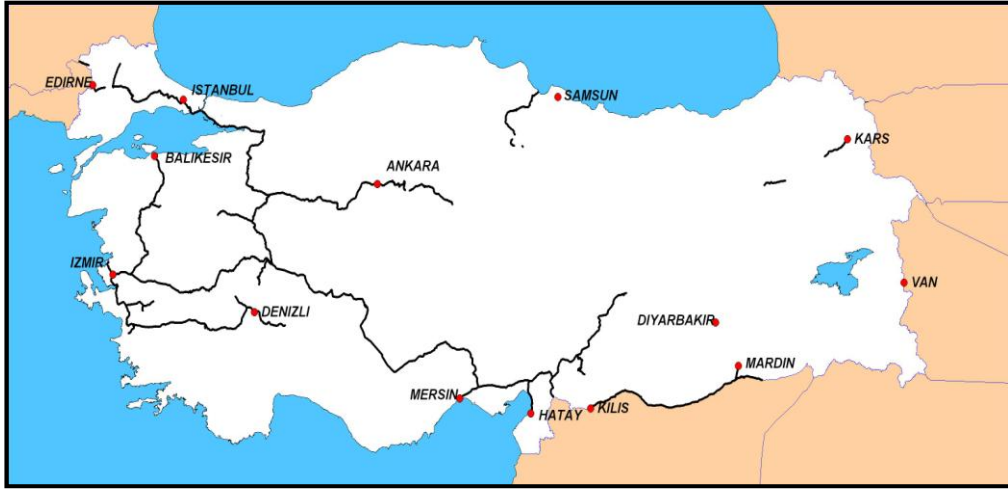 EDIRNE
ISTANBUL
SAMSUN
KARS
BALIKESIR
ANKARA
IZMIR
VAN
DENIZLI
DIYARBAKIR
MARDIN
MERSIN
HATAY
KILIS